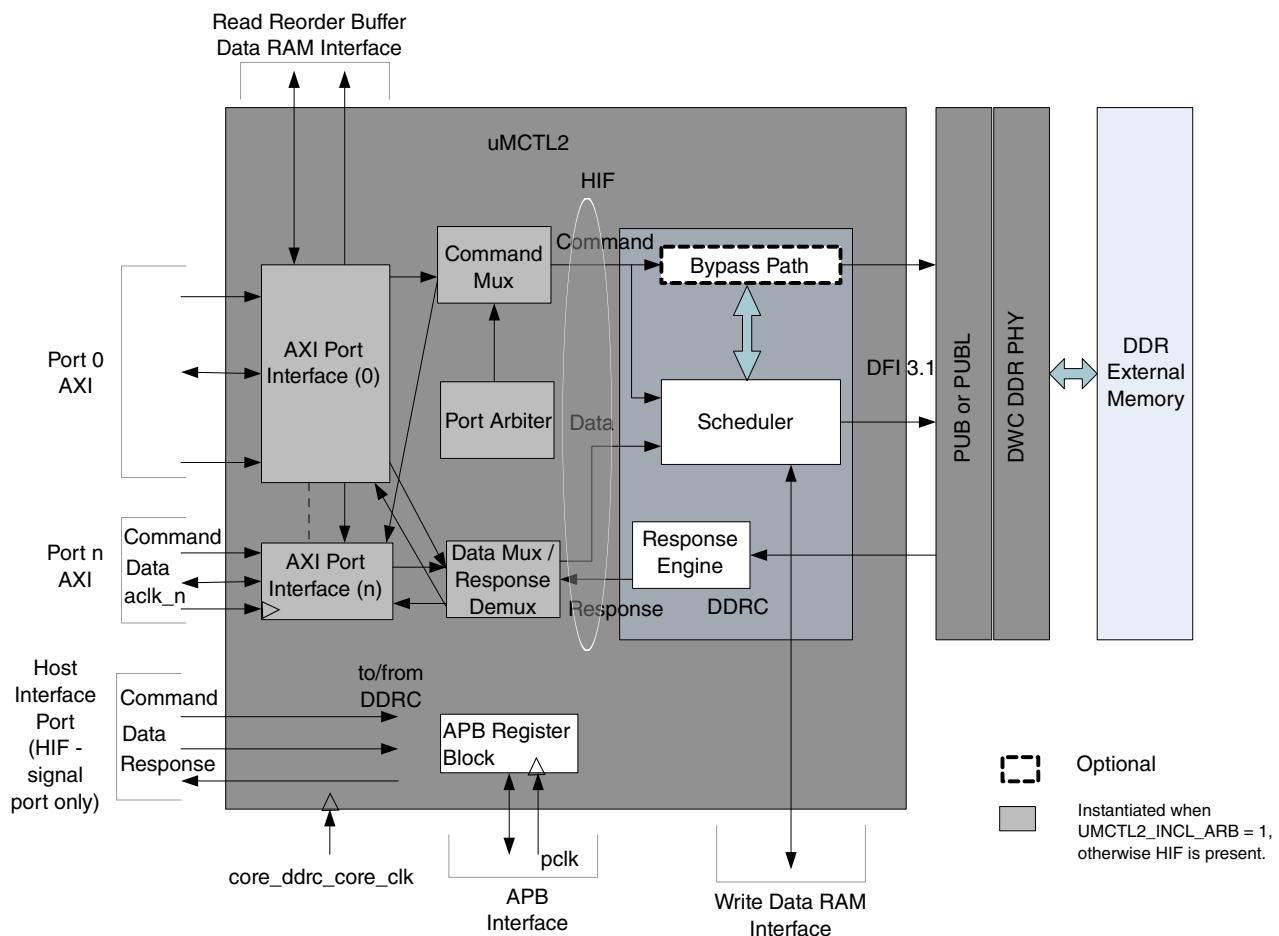 Read Reorder Buffer
Data RAM Interface
uMCTL2
HIF
Command
Mux
Command
Bypass Path
AXI Port
Interface (0)
Port 0
AXI
Port Arbiter
Data
Scheduler
DFI 3.1
PUB or PUBL
DWC DDR PHY
DDR
External
Memory
Port n
AXI
Command
Data
aclk_n
AXI Port
Interface (n)
Data Mux /
Response
Demux
Response
Response
Engine
DDRC
Host
Interface
Port
(HIF -
signal
port only)
Command
Data
Response
to/from
DDRC
APB Register
Block
core_ddrc_core_clk
pclk
APB
Interface
Write Data RAM
Interface
Optional
Instantiated when
UMCTL2_INCL_ARB = 1,
otherwise HIF is present.